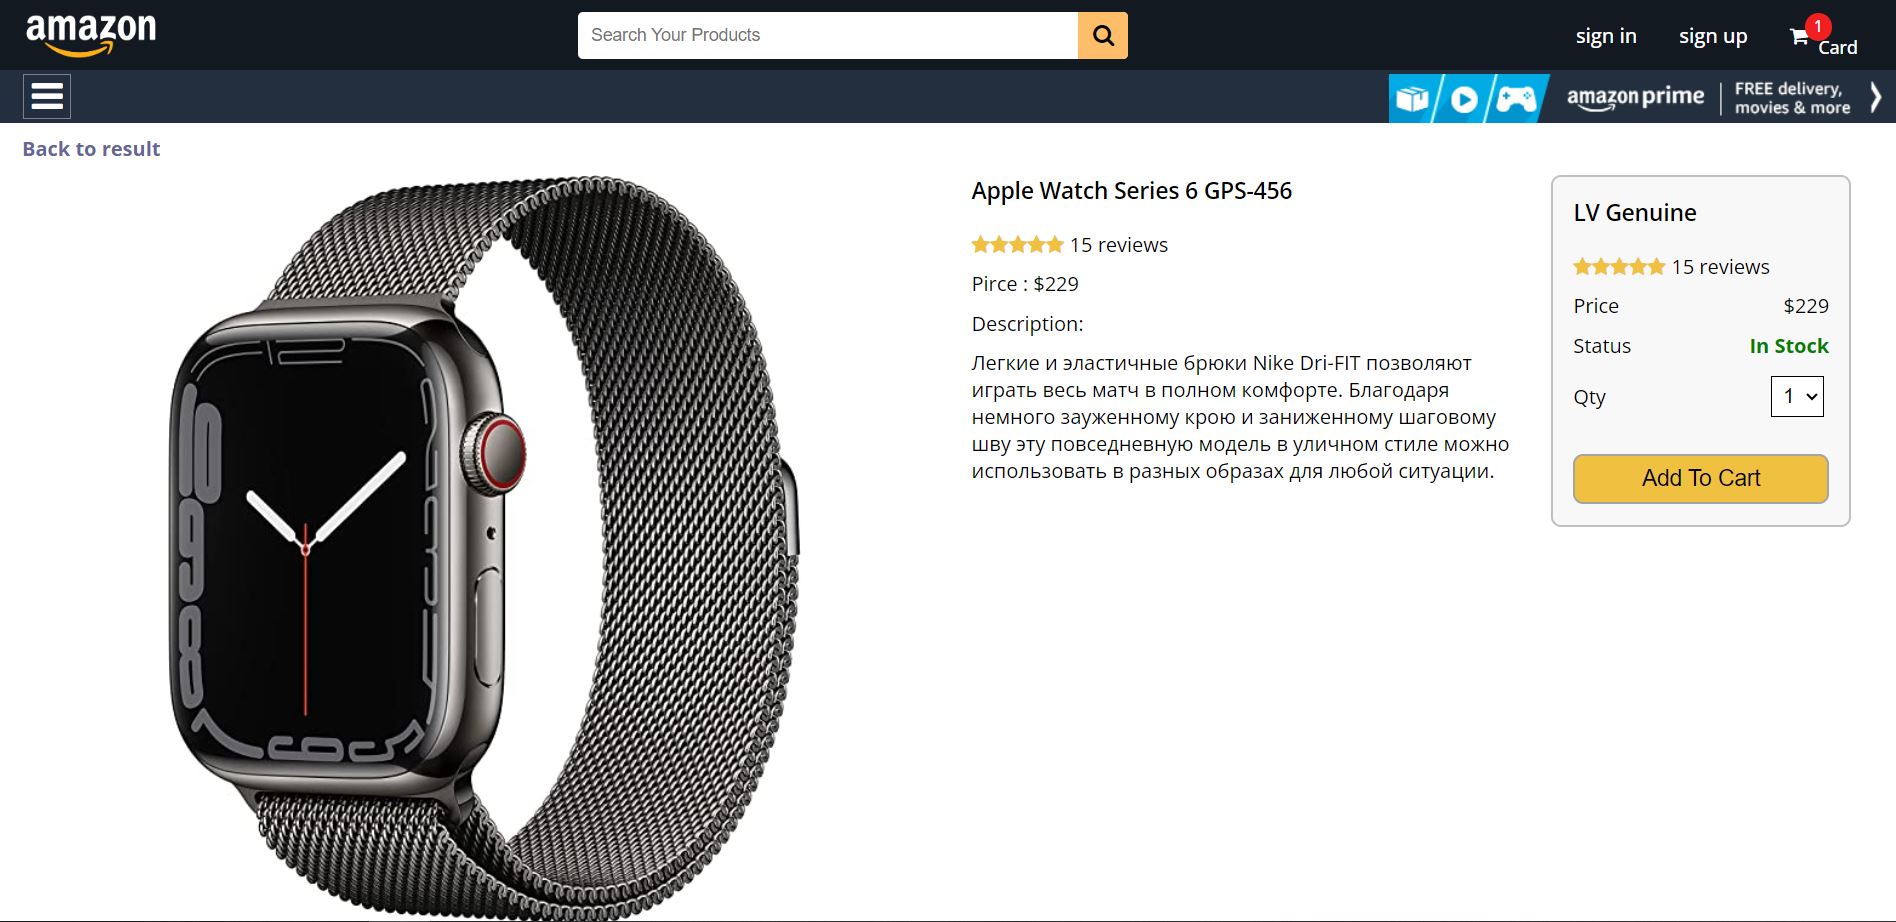 amazon
Search Your Products
sign in
sign up
1
Card
amazon prime
FREE delivery,
movies & more
Back to result
Apple Watch Series 6 GPS-456
15 reviews
Pirce : $229
Description:
Легкие и эластичные брюки Nike Dri-FIT позволяют
играть весь матч в полном комфорте. Благодаря
немного зауженному крою и заниженному шаговому
шву эту повседневную модель в уличном стиле можно
использовать в разных образах для любой ситуации.
LV Genuine
15 reviews
Price $229
Status In Stock
Qty 1
Add To Cart